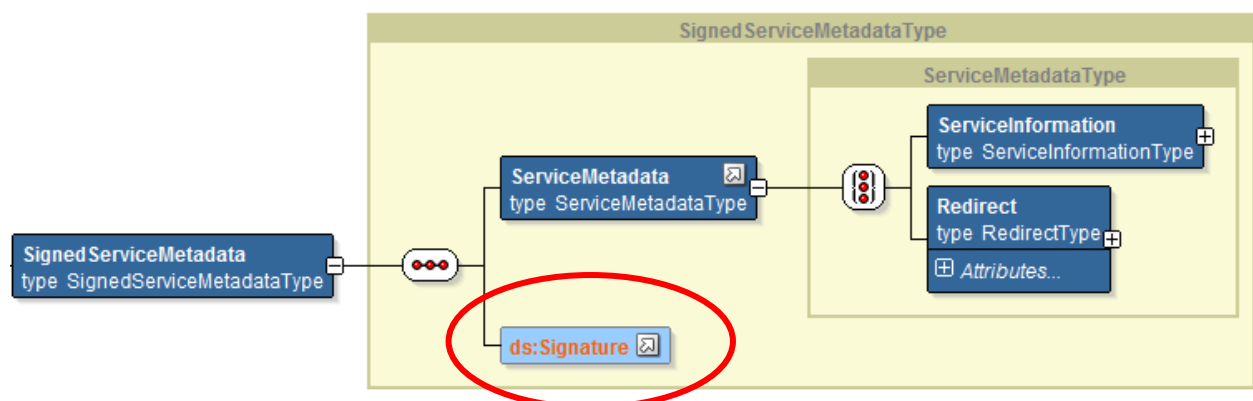 SignedServiceMetadataType
ServiceMetadataType
ServiceInformation
type ServiceInformationType
ServiceMetadata
type ServiceMetadataType
Redirect
type RedirectType
Attributes...
SignedServiceMetadata
type SignedServiceMetadataType
ds:Signature